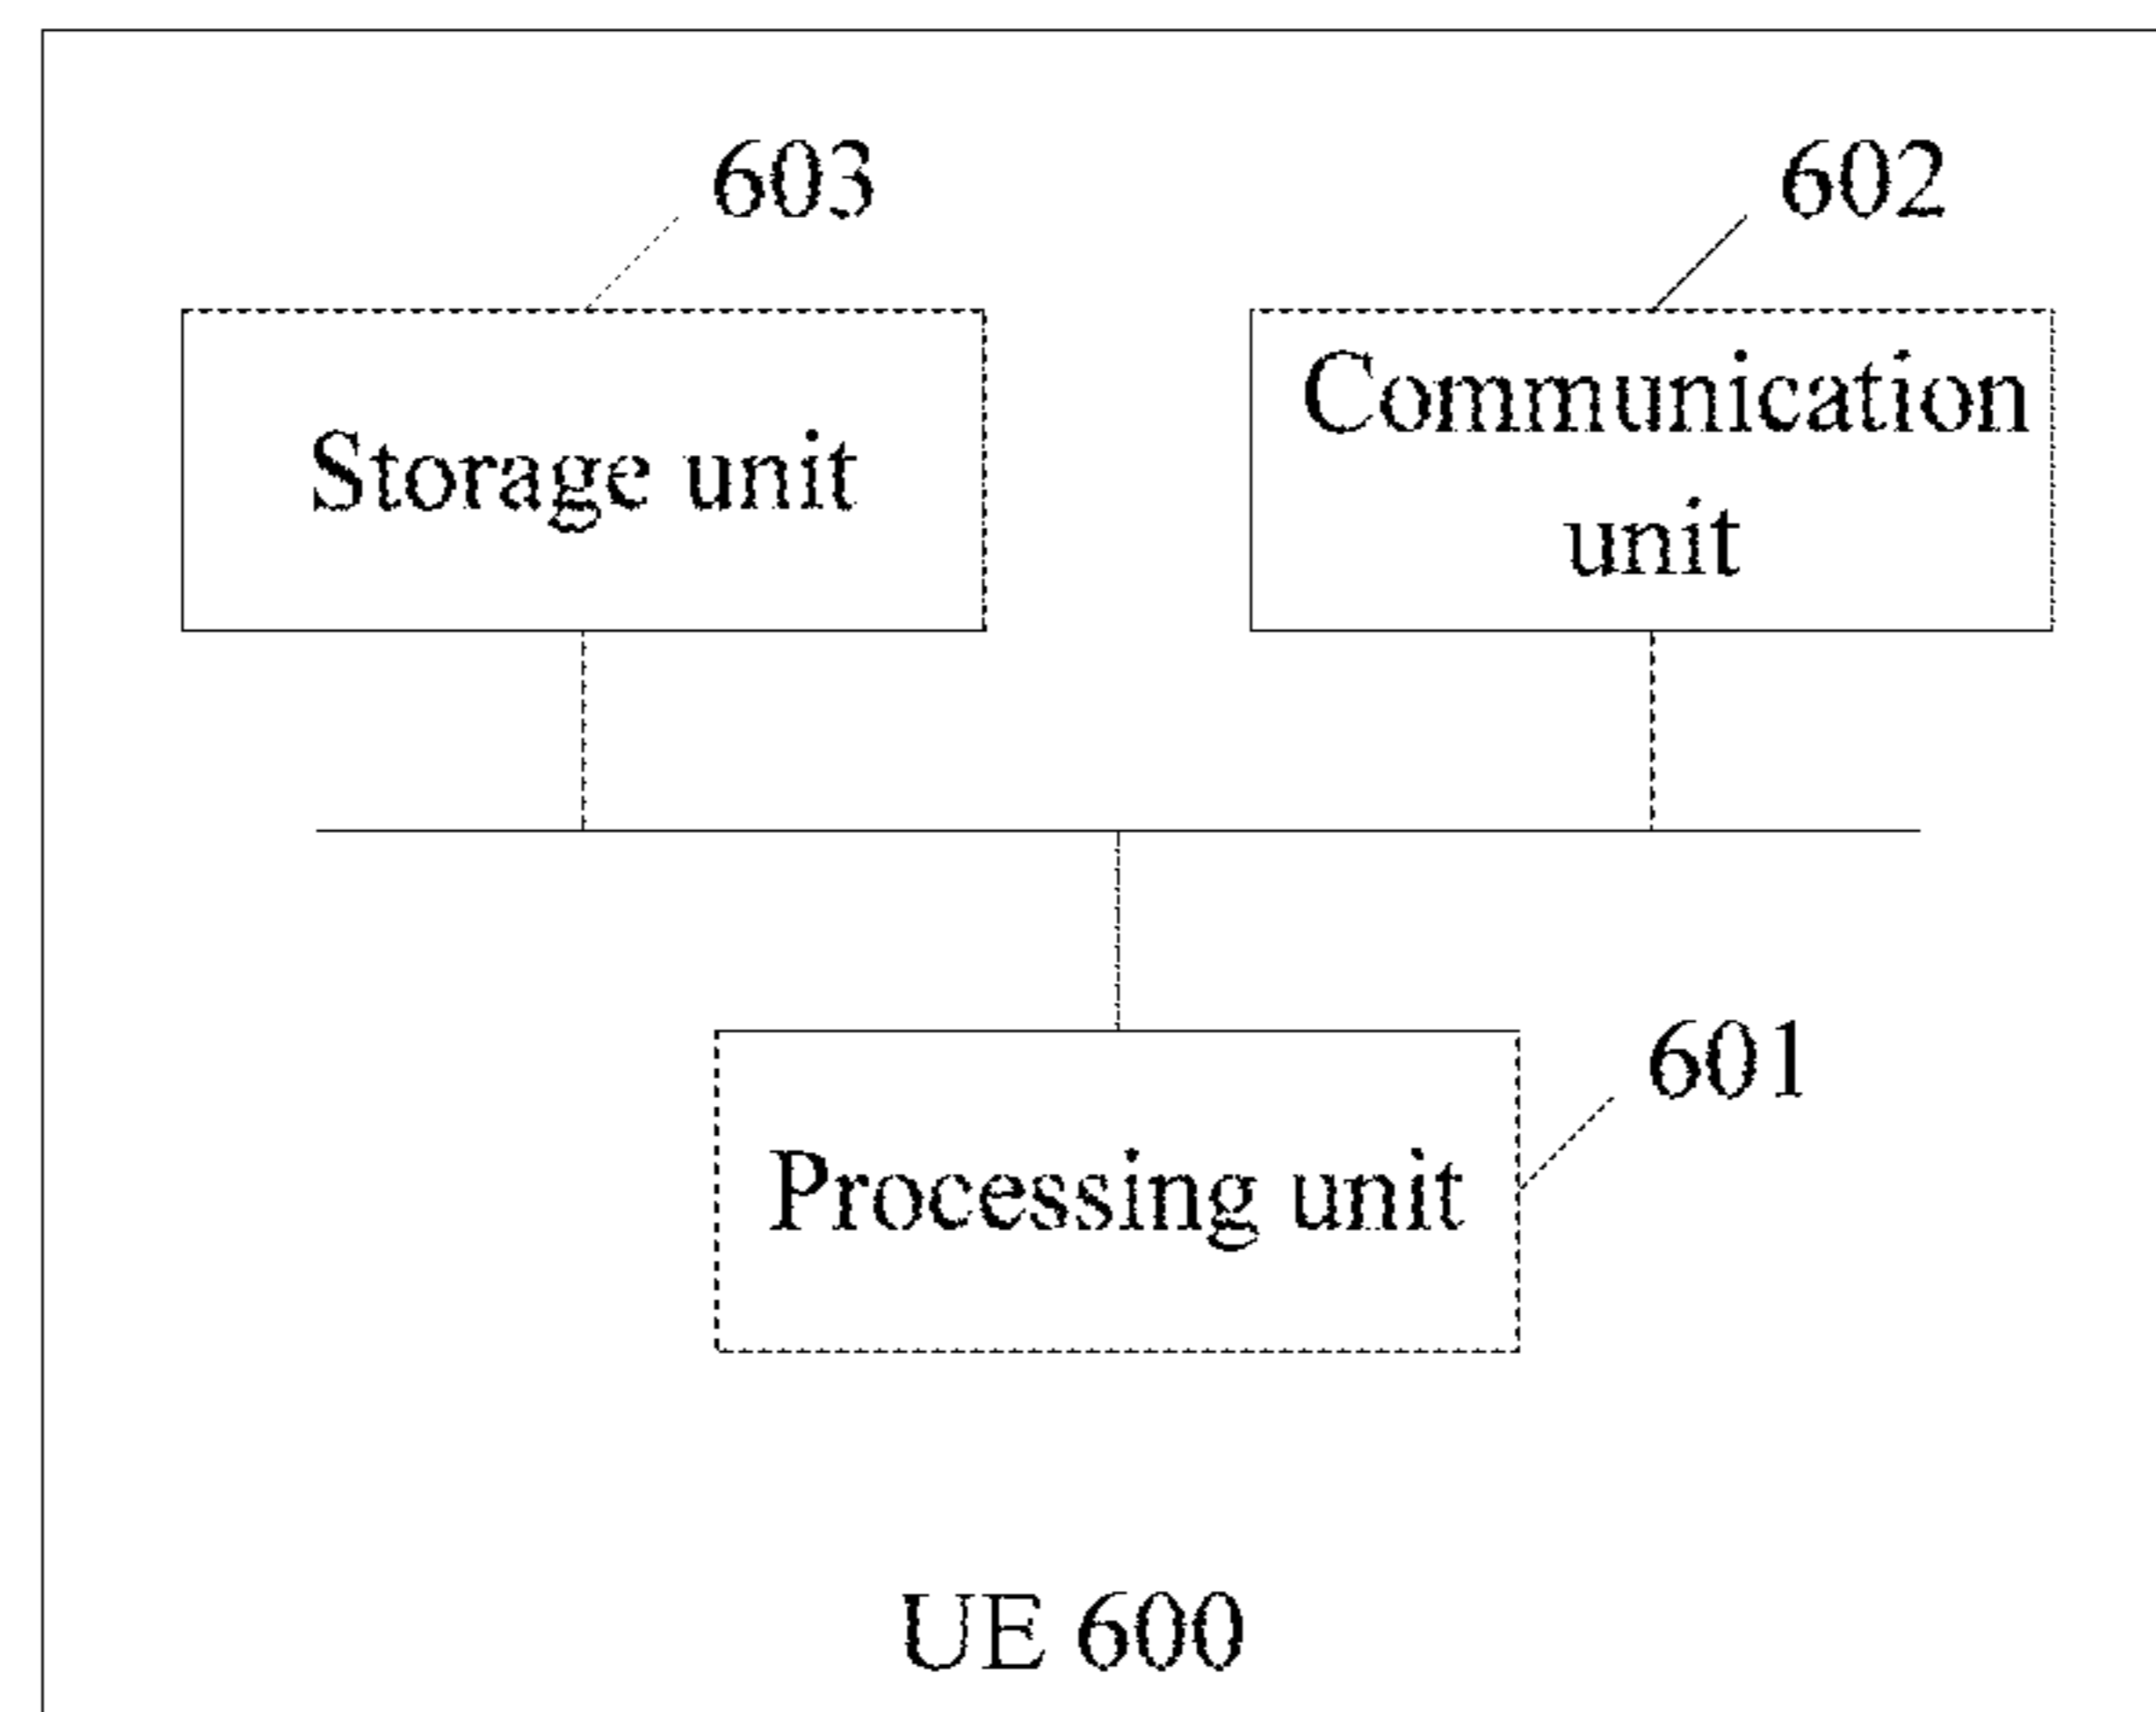 603
602
Storage unit
Communication
unit
601
Processing unit
UE 600